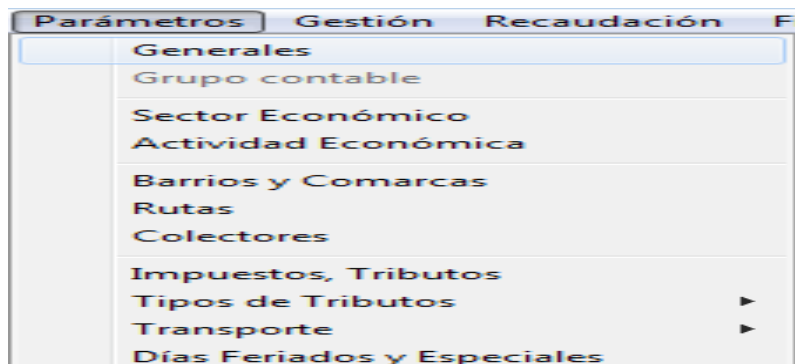 Parámetros Gestión Recaudación F
Generales
Grupo contable
Sector Económico
Actividad Económica
Barrios y Comarcas
Rutas
Colectores
Impuestos, Tributos
Tipos de Tributos
Transporte
Días Feriados y Especiales